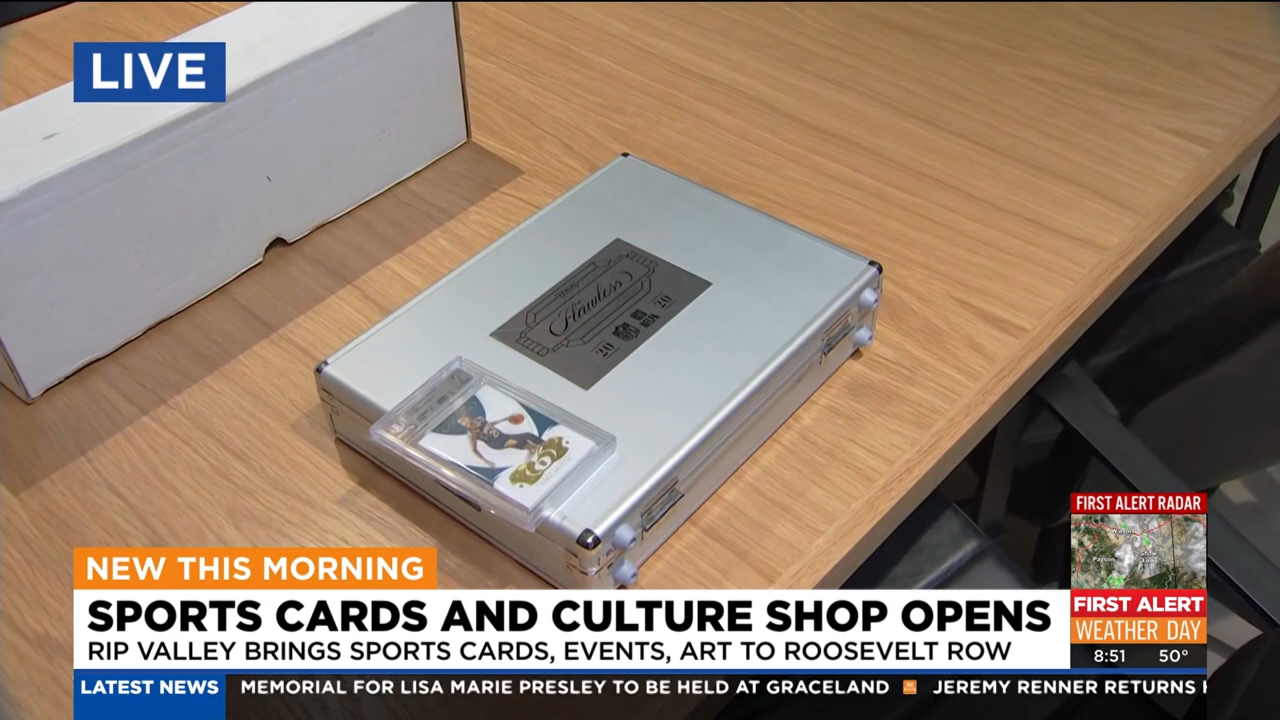 LIVE
Flawless
20
20
NEW THIS MORNING
SPORTS CARDS AND CULTURE SHOP OPENS
RIP VALLEY BRINGS SPORTS CARDS, EVENTS, ART TO ROOSEVELT ROW
FIRST ALERT RADAR
FIRST ALERT
WEATHER DAY
8:51 50°
LATEST NEWS MEMORIAL FOR LISA MARIE PRESLEY TO BE HELD AT GRACELAND JEREMY RENNER RETURNS